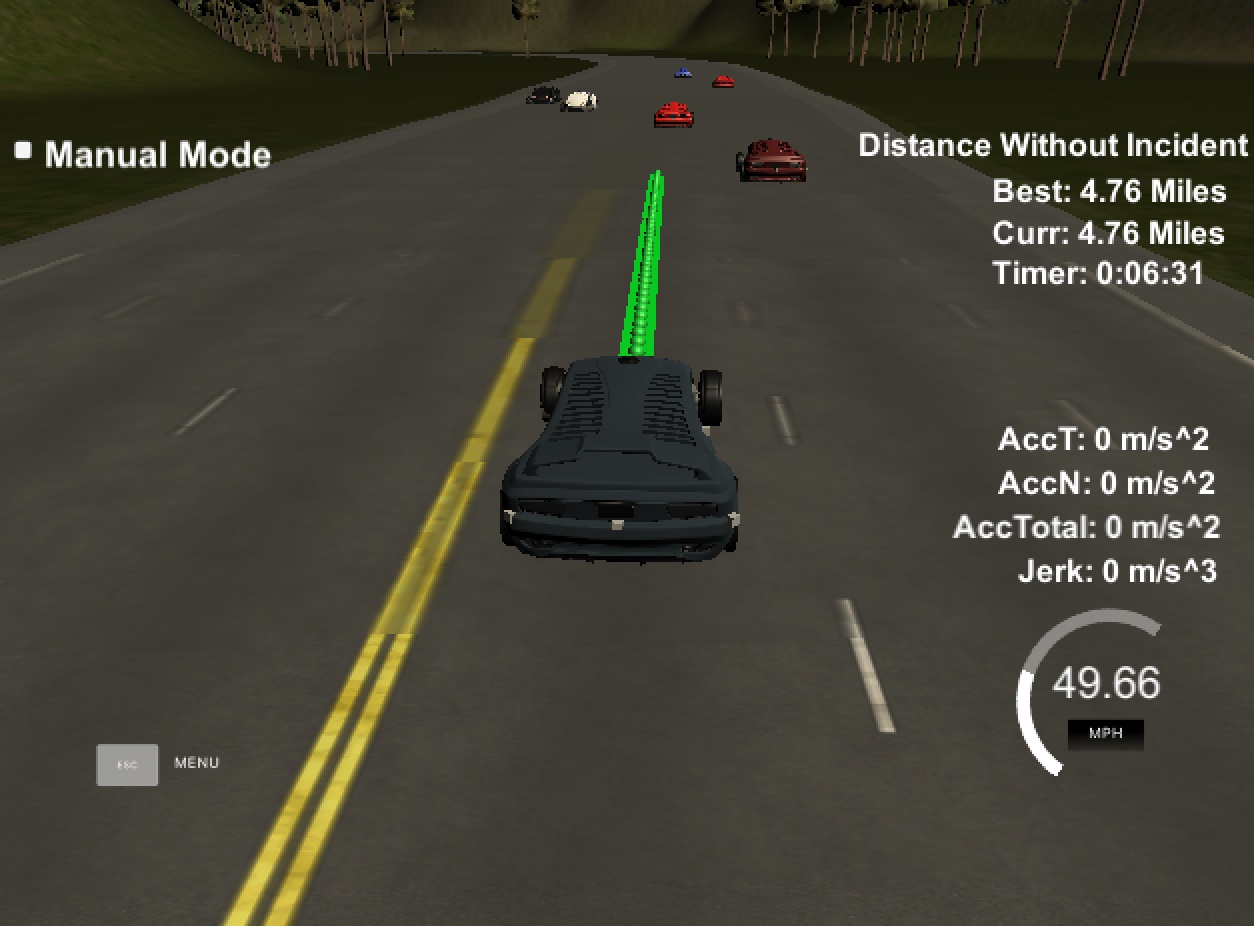 Manual Mode
Distance Without Incident
Best: 4.76 Miles
Curr: 4.76 Miles
Timer: 0:06:31
AccT: 0 m/s^2
AccN: 0 m/s^2
AccTotal: 0 m/s^2
Jerk: 0 m/s^3
49.66
MPH
ESC MENU